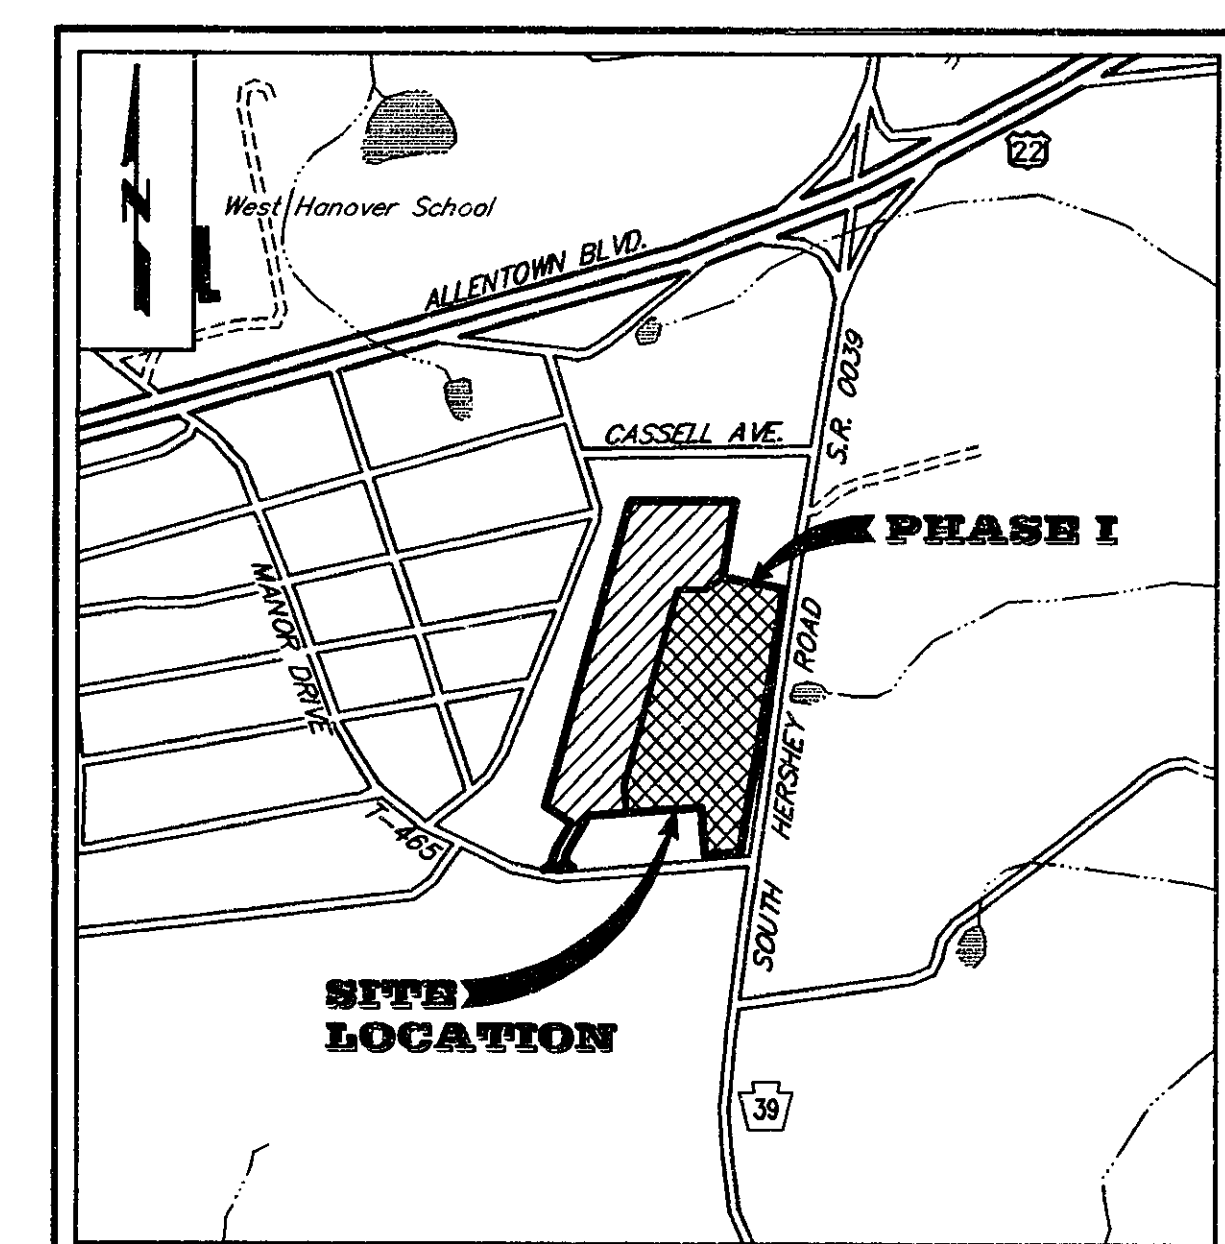 N
22
West Hanover School
ALLENTOWN BLVD.
S.R. 0039
CASSELL AVE.
PHASE I
MANOR DRIVE
SOUTH HERSHEY ROAD
T-465
SITE
LOCATION
39